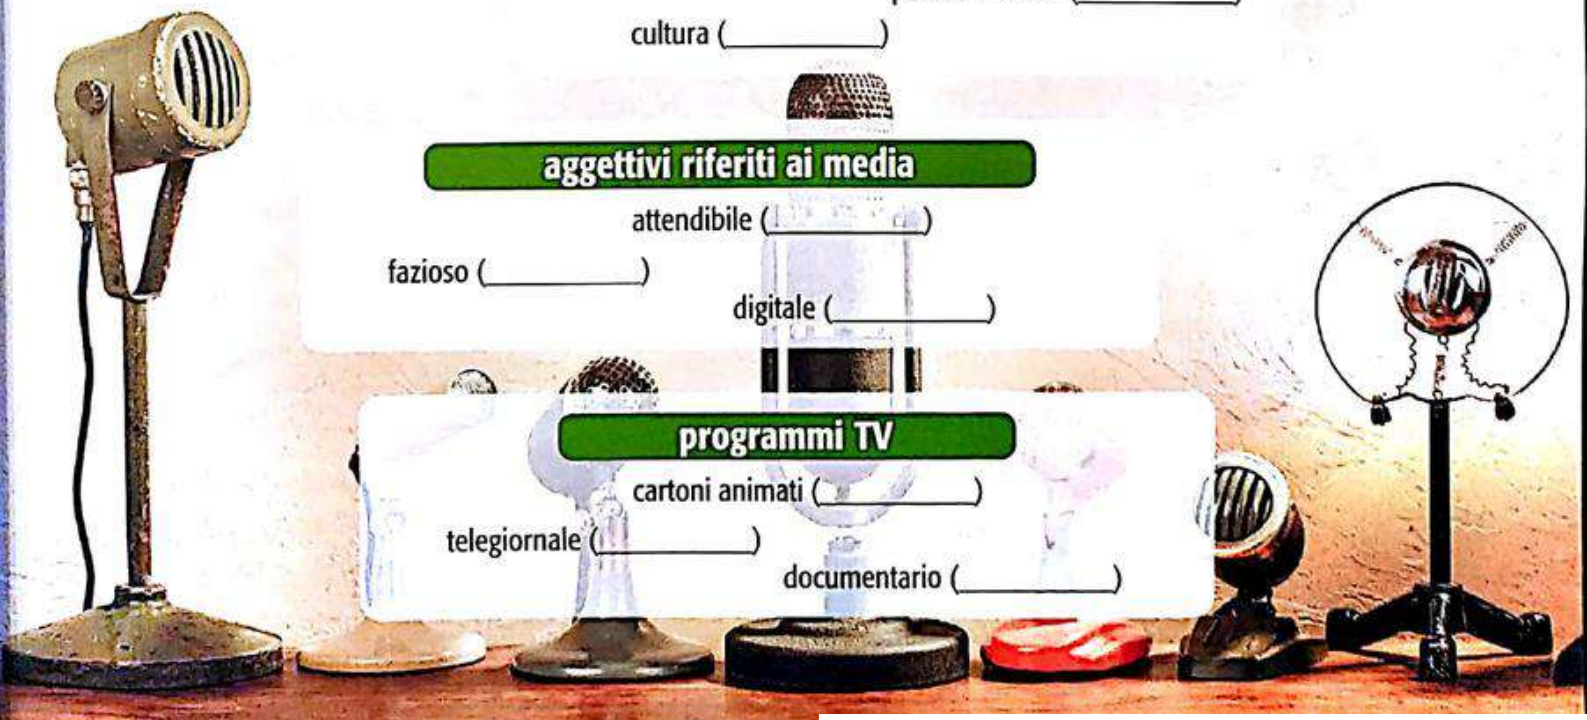 cultura (__________)
aggettivi riferiti ai media
attendibile (__________)
fazioso (__________)
digitale (__________)
programmi TV
cartoni animati (__________)
telegiornale (__________)
documentario (__________)